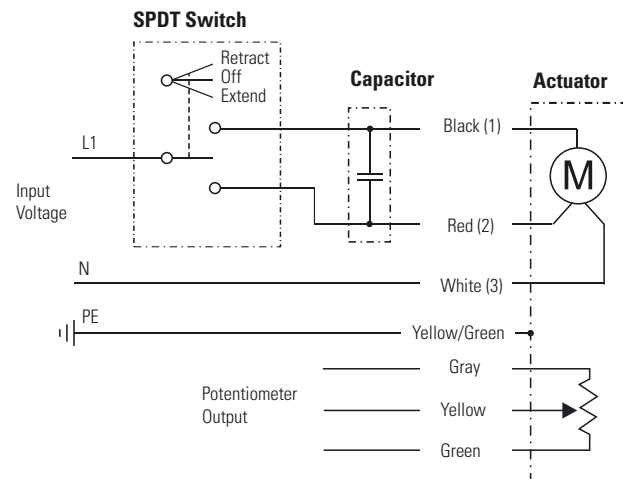 SPDT Switch
Retract
Off
Extend
Capacitor
Actuator
Black (1)
L1
M
Input
Voltage
Red (2)
N
White (3)
PE
Yellow/Green
Gray
Potentiometer
Output
Yellow
Green